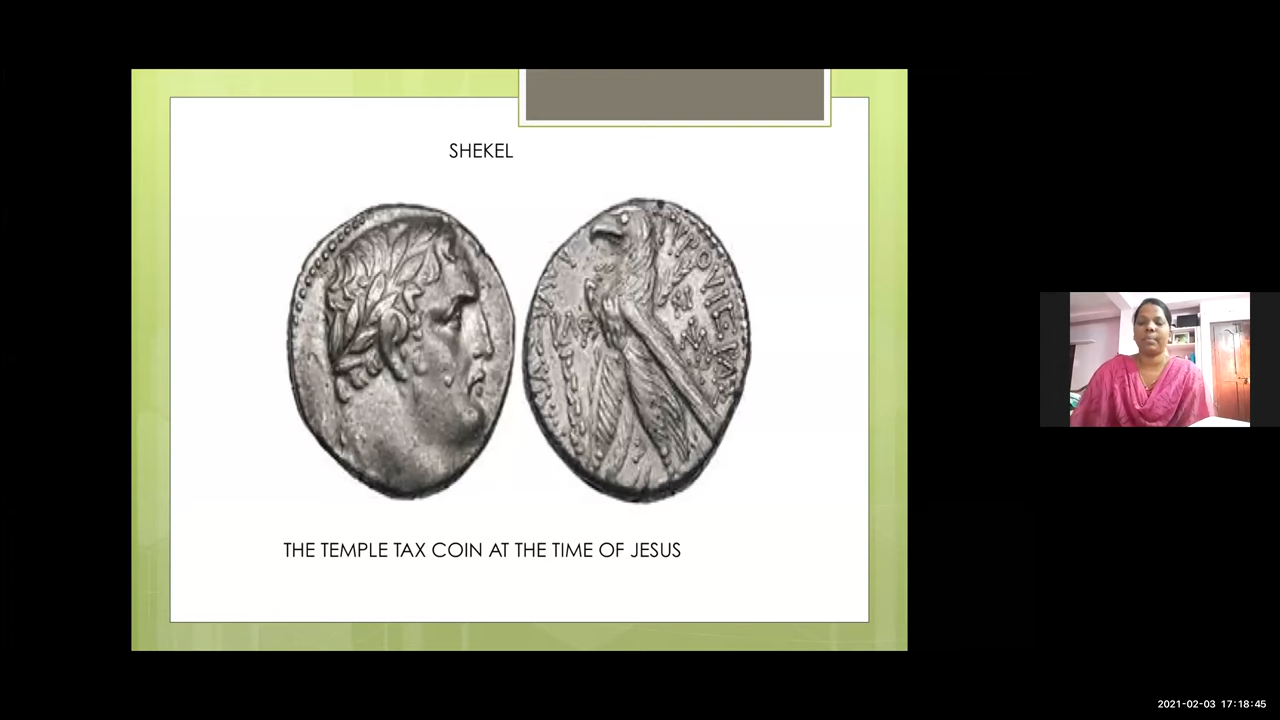 SHEKEL
THE TEMPLE TAX COIN AT THE TIME OF JESUS
2021-02-03 17:18:45